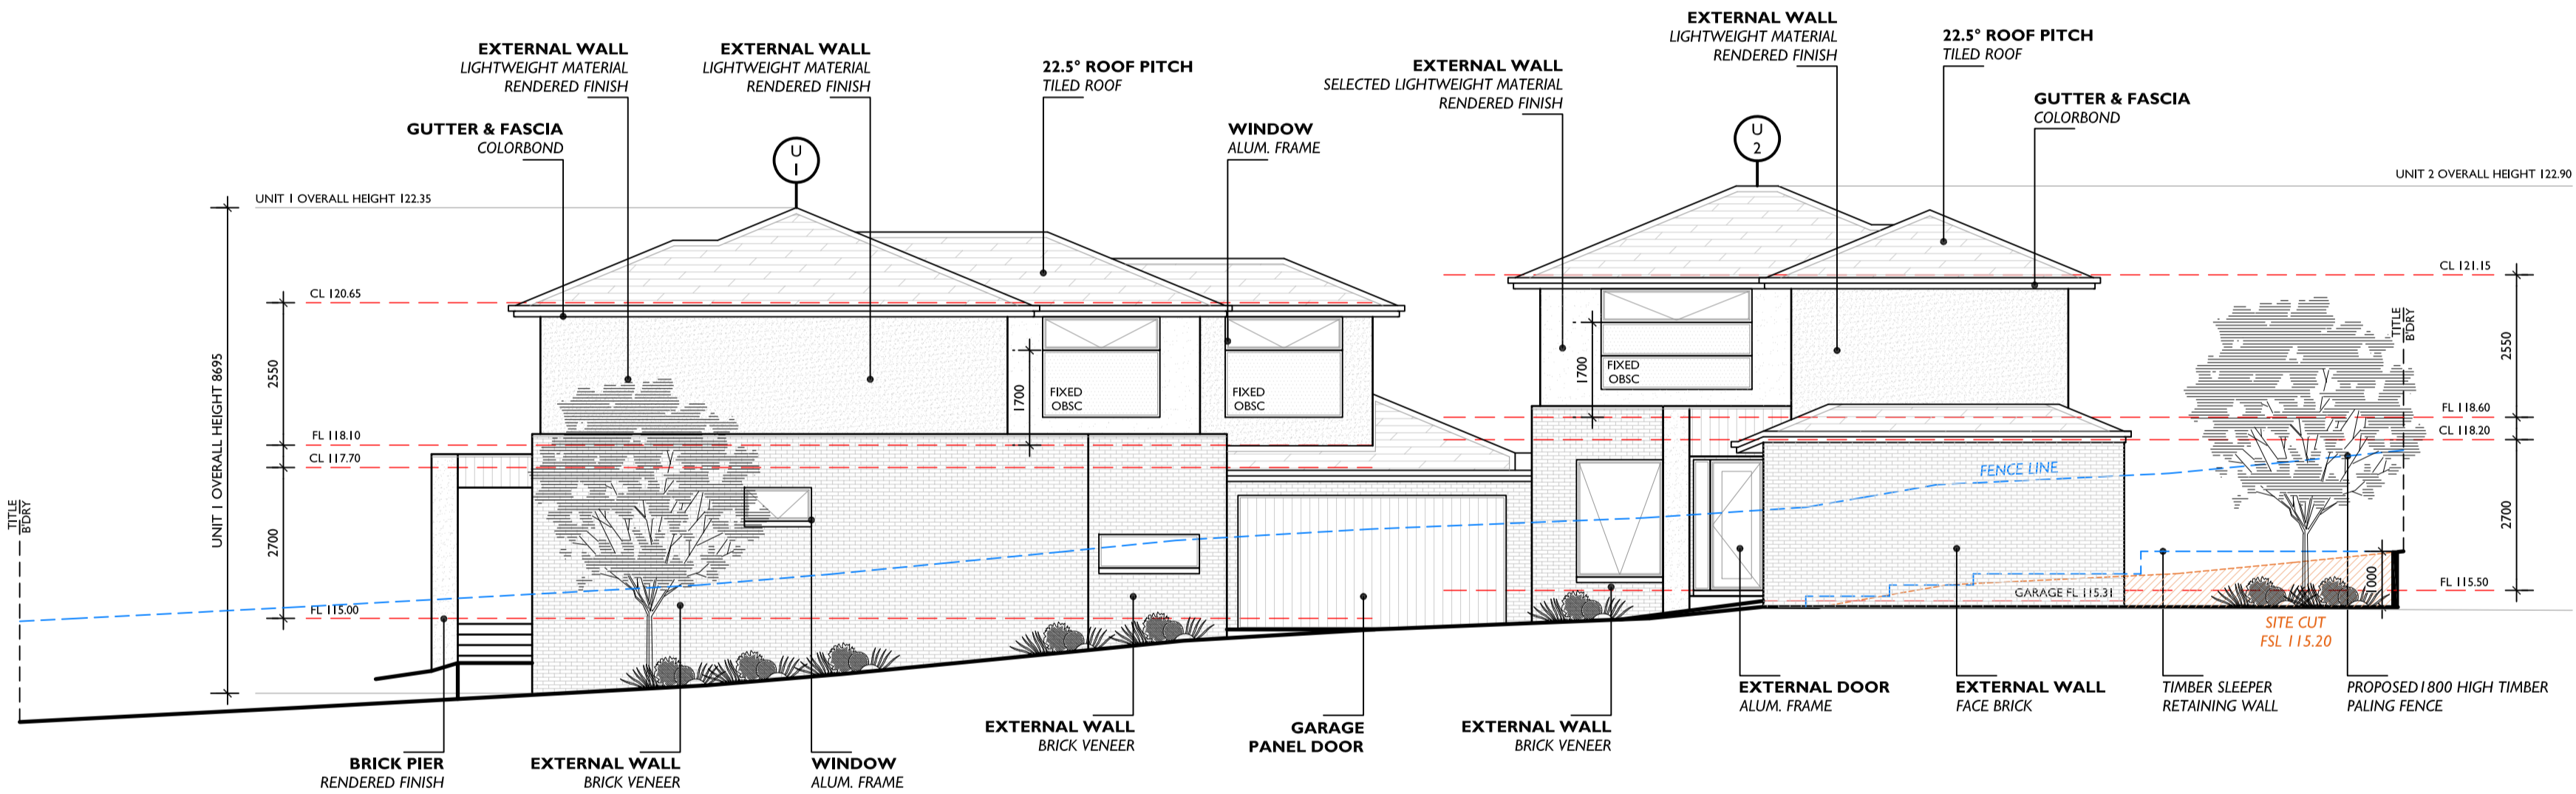 EXTERNAL WALL
LIGHTWEIGHT MATERIAL
RENDERED FINISH
EXTERNAL WALL
LIGHTWEIGHT MATERIAL
RENDERED FINISH
22.5° ROOF PITCH
TILED ROOF
EXTERNAL WALL
SELECTED LIGHTWEIGHT MATERIAL
RENDERED FINISH
EXTERNAL WALL
LIGHTWEIGHT MATERIAL
RENDERED FINISH
22.5° ROOF PITCH
TILED ROOF
GUTTER & FASCIA
COLORBOND
GUTTER & FASCIA
COLORBOND
WINDOW
ALUM. FRAME
U
1
U
2
UNIT 1 OVERALL HEIGHT 122.35
UNIT 2 OVERALL HEIGHT 122.90
CL 120.65
FL 118.10
CL 117.70
FL 115.00
2550
2700
UNIT 1 OVERALL HEIGHT 8695
TITLE
B'DRY
1700
FIXED
OBSC
FIXED
OBSC
1700
FIXED
OBSC
CL 121.15
FL 118.60
CL 118.20
FL 115.50
2550
2700
TITLE
B'DRY
FENCE LINE
GARAGE FL 115.31
1000
SITE CUT
FSL 115.20
BRICK PIER
RENDERED FINISH
EXTERNAL WALL
BRICK VENEER
WINDOW
ALUM. FRAME
EXTERNAL WALL
BRICK VENEER
GARAGE
PANEL DOOR
EXTERNAL WALL
BRICK VENEER
EXTERNAL DOOR
ALUM. FRAME
EXTERNAL WALL
FACE BRICK
TIMBER SLEEPER
RETAINING WALL
PROPOSED1800 HIGH TIMBER
PALING FENCE